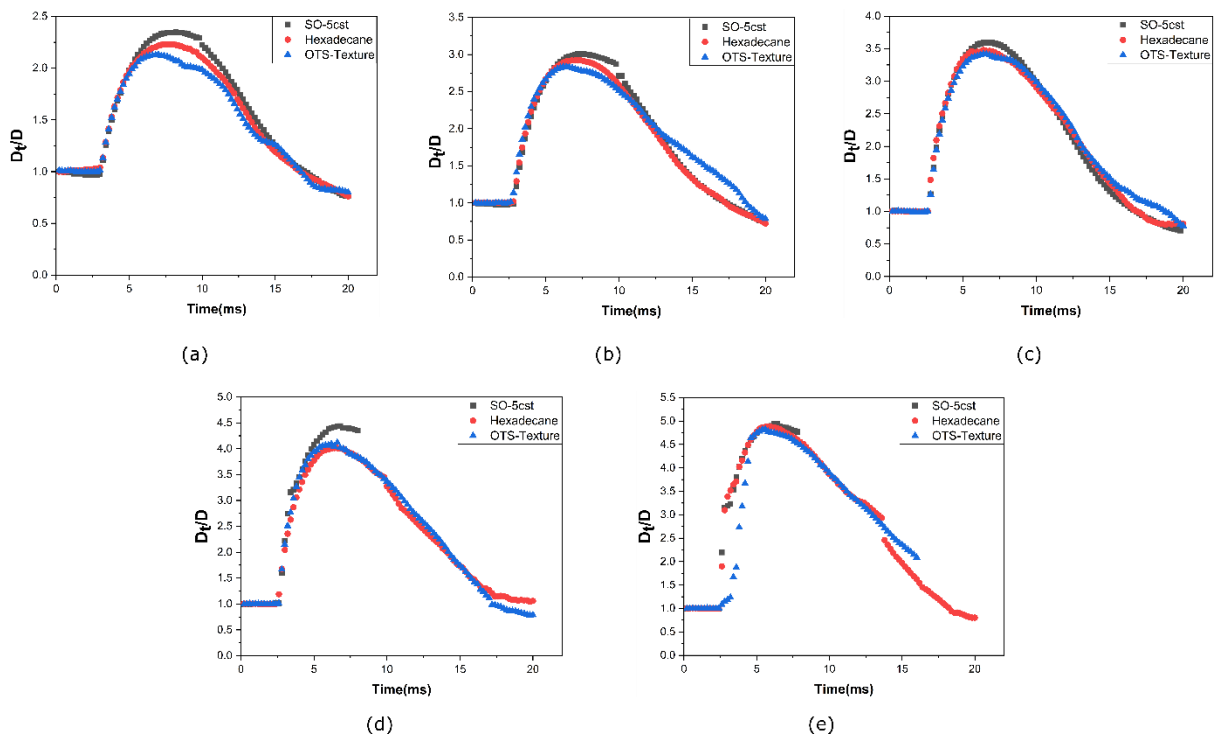 2.5
2.0
1.5
1.0
0.5
0.0
Dt/D
0
5
10
15
20
Time(ms)
SO-5cst
Hexadecane
OTS-Texture
(a)
3.5
3.0
2.5
2.0
1.5
1.0
0.5
0.0
Dt/D
0
5
10
15
20
Time(ms)
SO-5cst
Hexadecane
OTS-Texture
(b)
4.0
3.5
3.0
2.5
2.0
1.5
1.0
0.5
0.0
Dt/D
0
5
10
15
20
Time(ms)
SO-5cst
Hexadecane
OTS-Texture
(c)
5.0
4.5
4.0
3.5
3.0
2.5
2.0
1.5
1.0
0.5
0.0
Dt/D
0
5
10
15
20
Time(ms)
SO-5cst
Hexadecane
OTS-Texture
(d)
5.5
5.0
4.5
4.0
3.5
3.0
2.5
2.0
1.5
1.0
0.5
0.0
Dt/D
0
5
10
15
20
Time(ms)
SO-5cst
Hexadecane
OTS-Texture
(e)